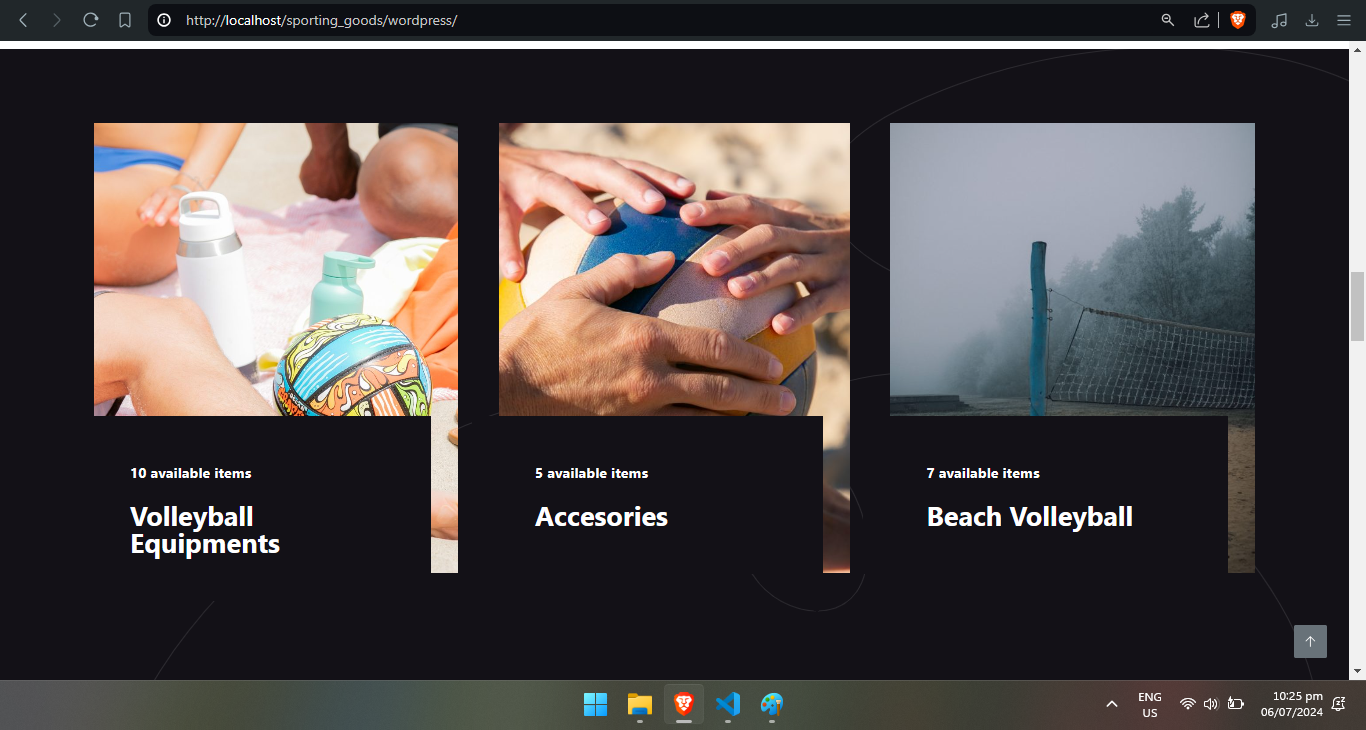 http://localhost/sporting_goods/wordpress/
10 available items
Volleyball
Equipments
5 available items
Accesories
7 available items
Beach Volleyball
ENG
US
10:25 pm
06/07/2024